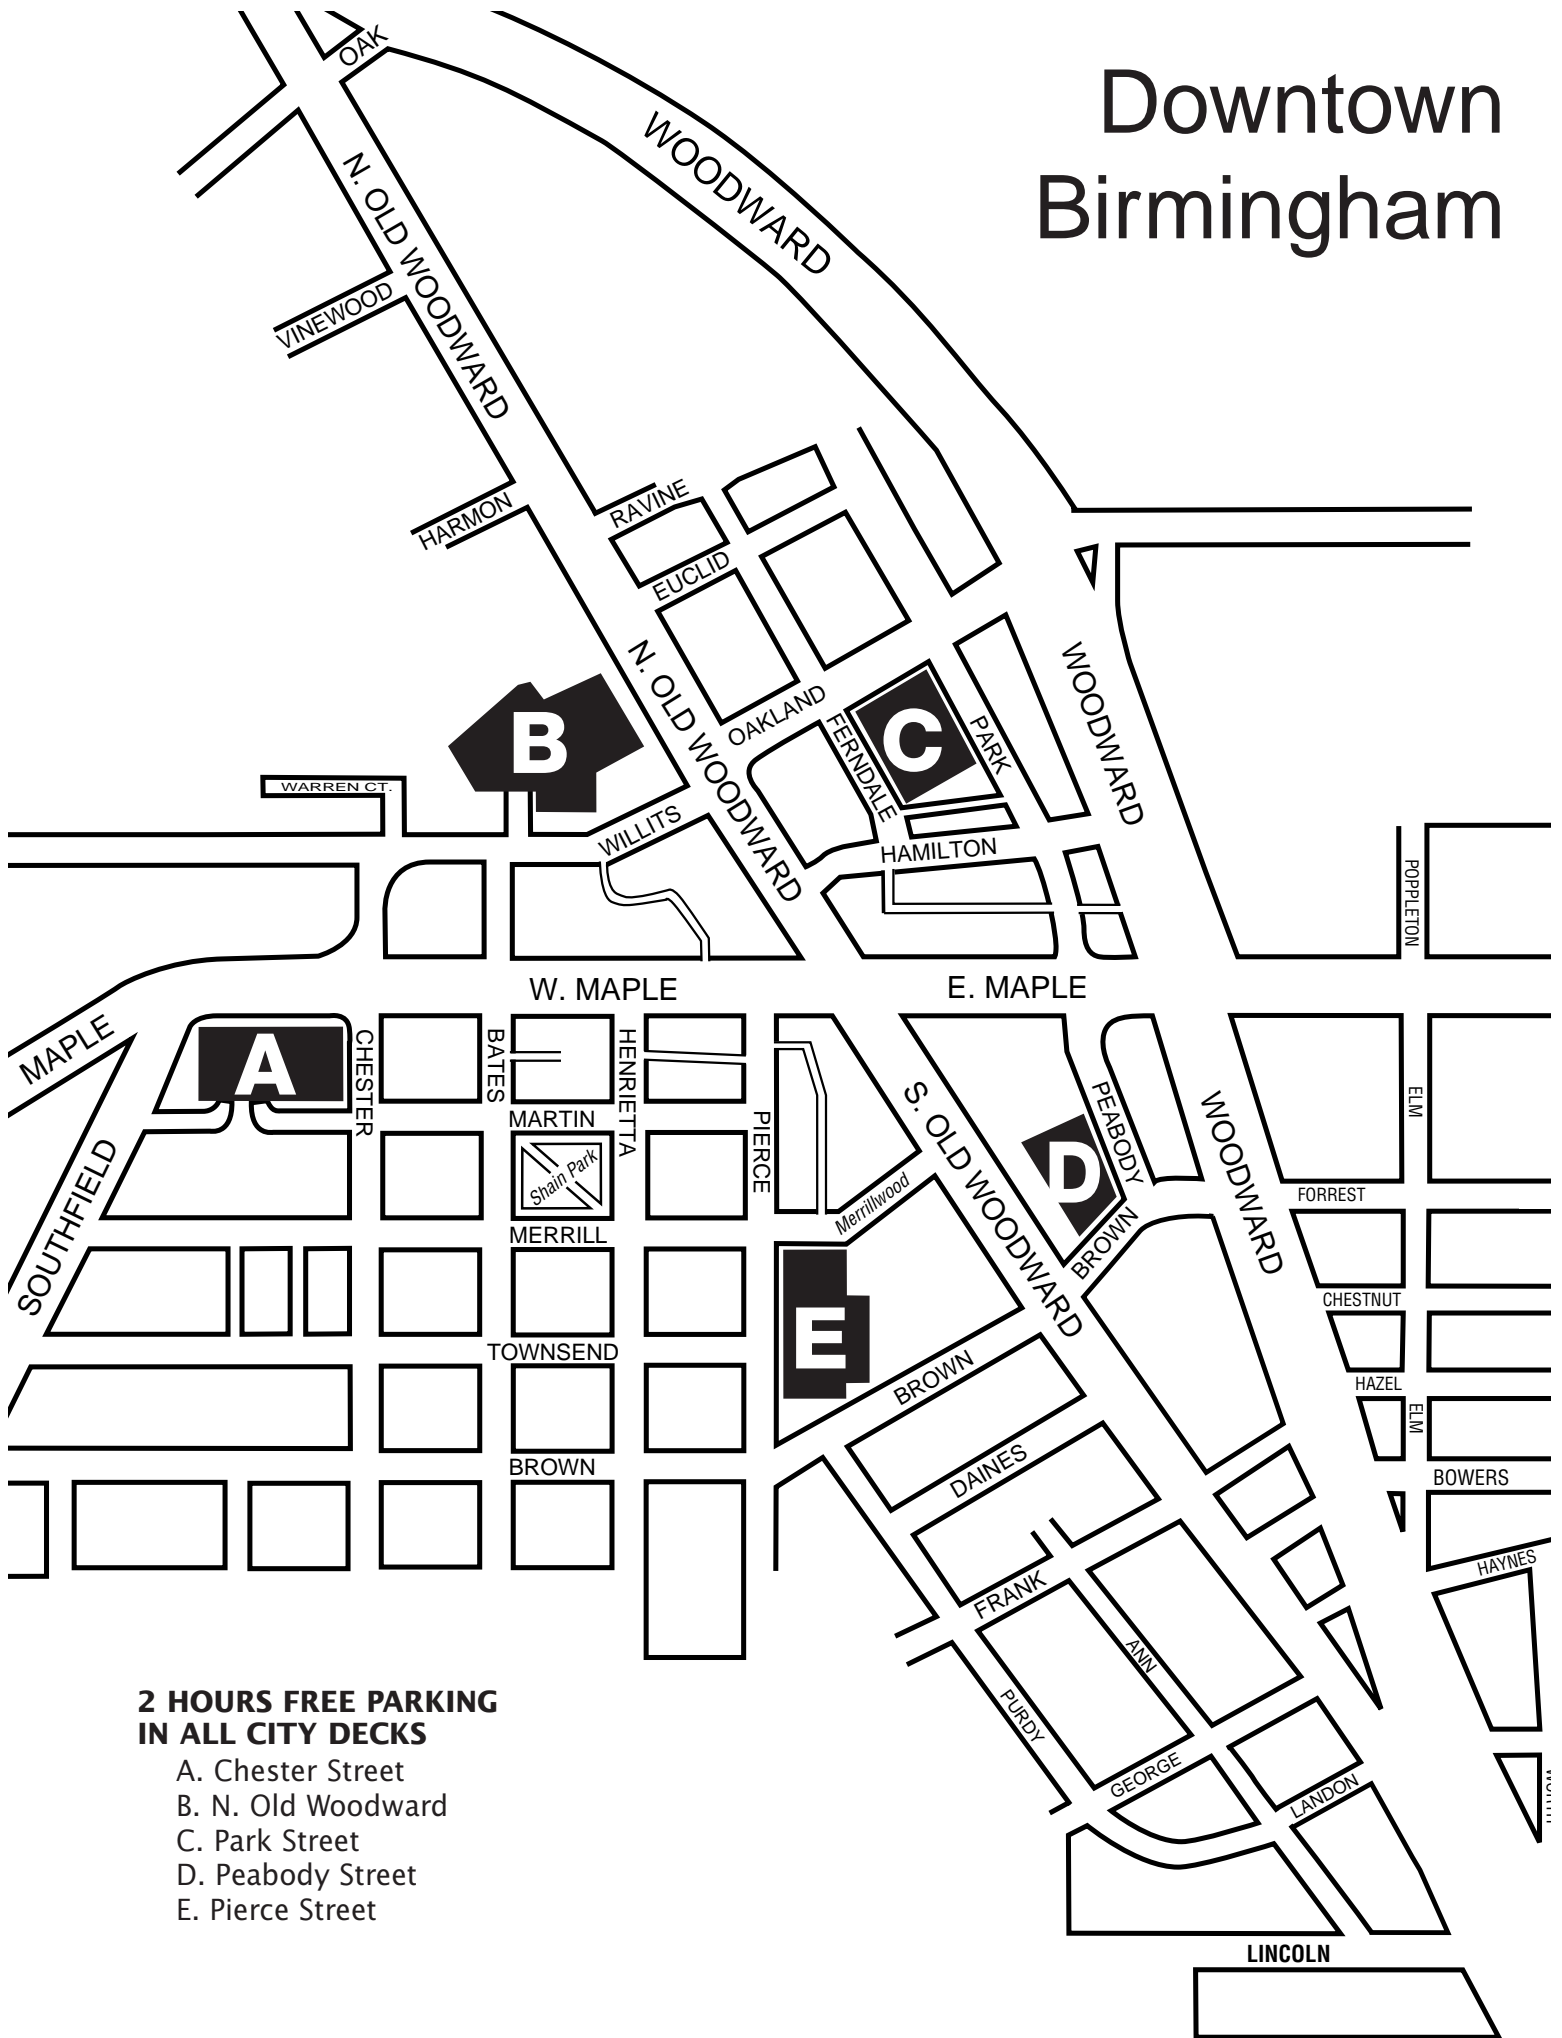 Downtown
Birmingham
OAK
WOODWARD
N. OLD WOODWARD
VINEWOOD
HARMON
RAVINE
EUCLID
N. OLD WOODWARD
WOODWARD
OAKLAND
FERNDALE
C
PARK
B
WARREN CT.
WILLITS
HAMILTON
POPPLETON
W. MAPLE
E. MAPLE
MAPLE
A
CHESTER
BATES
HENRIETTA
MARTIN
PIERCE
S. OLD WOODWARD
PEABODY
WOODWARD
ELM
D
Shain Park
Merrillwood
FORREST
SOUTHFIELD
MERRILL
BROWN
CHESTNUT
E
TOWNSEND
BROWN
HAZEL
ELM
BROWN
DAINES
BOWERS
HAYNES
FRANK
ANN
PURDY
GEORGE
LANDON
LINCOLN
2 HOURS FREE PARKING
IN ALL CITY DECKS
A. Chester Street
B. N. Old Woodward
C. Park Street
D. Peabody Street
E. Pierce Street